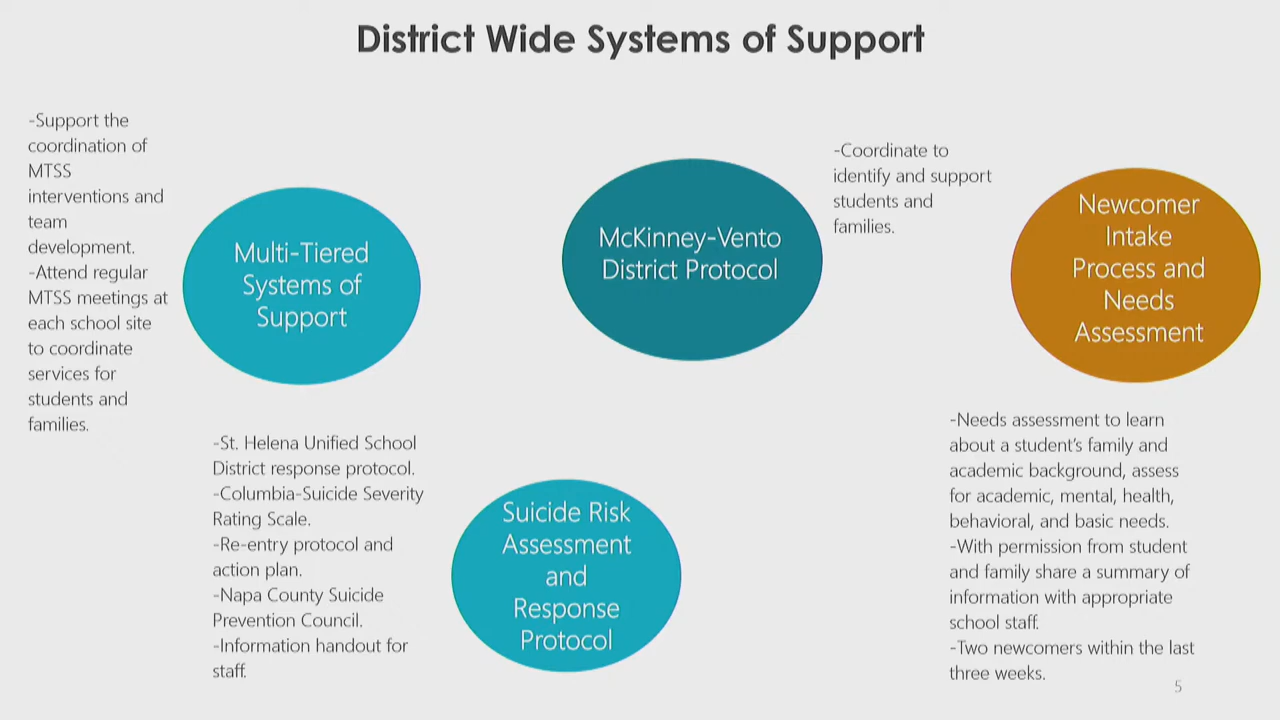 District Wide Systems of Support
-Support the
coordination of
MTSS
interventions and
team
development.
-Attend regular
MTSS meetings at
each school site
to coordinate
services for
students and
families.
Multi-Tiered
Systems of
Support
McKinney-Vento
District Protocol
-Coordinate to
identify and support
students and
families.
Newcomer
Intake
Process and
Needs
Assessment
-St. Helena Unified School
District response protocol.
-Columbia-Suicide Severity
Rating Scale.
-Re-entry protocol and
action plan.
-Napa County Suicide
Prevention Council.
-Information handout for
staff.
Suicide Risk
Assessment
and
Response
Protocol
-Needs assessment to learn
about a student's family and
academic background, assess
for academic, mental, health,
behavioral, and basic needs.
-With permission from student
and family share a summary of
information with appropriate
school staff.
-Two newcomers within the last
three weeks.
5